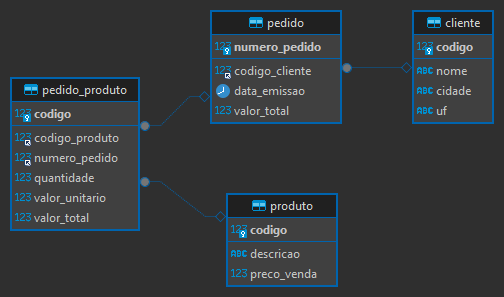 pedido
123 numero_pedido
123 codigo_cliente
data_emissao
123 valor_total
cliente
123 codigo
ABC nome
ABC cidade
ABC uf
pedido_produto
123 codigo
123 codigo_produto
123 numero_pedido
123 quantidade
123 valor_unitario
123 valor_total
produto
123 codigo
ABC descricao
123 preco_venda